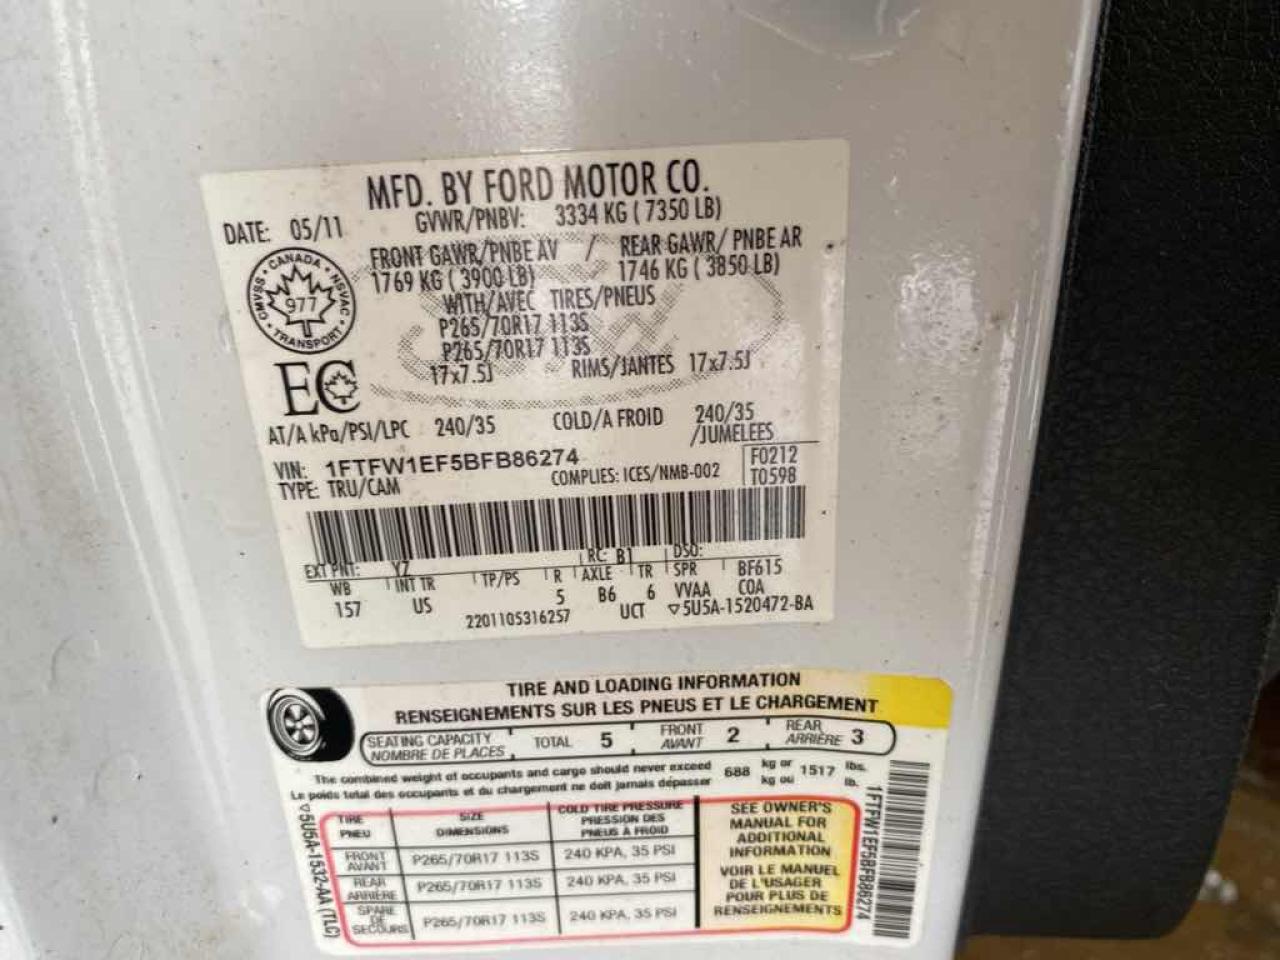 MFD. BY FORD MOTOR CO.
DATE: 05/11 GVWR/PNBV: 3334 KG ( 7350 LB)
FRONT GAWR/PNBE AV / REAR GAWR/ PNBE AR
1769 KG ( 3900 LB) 1746 KG ( 3850 LB)
CANADA
CMVSS • NSVAC
977
TRANSPORT
WITH/AVEC TIRES/PNEUS
P265/70R17 113S
P265/70R17 113S
17x7.5J RIMS/JANTES 17x7.5J
EC
AT/A kPa/PSI/LPC 240/35 COLD/A FROID 240/35
/JUMELEES
VIN: 1FTFW1EF5BFB86274 F0212
TYPE: TRU/CAM COMPLIES: ICES/NMB-002 T0598
EXT PNT: YZ RC: B1 DSO:
WB INT TR TP/PS R AXLE TR SPR BF615
157 US 5 B6 6 VVAA COA
2201105316257 UCT ▽5U5A-1520472-BA
TIRE AND LOADING INFORMATION
RENSEIGNEMENTS SUR LES PNEUS ET LE CHARGEMENT
SEATING CAPACITY TOTAL 5 FRONT 2 REAR 3
NOMBRE DE PLACES AVANT ARRIÈRE
The combined weight of occupants and cargo should never exceed 688 kg or 1517 lbs.
Le poids total des occupants et du chargement ne doit jamais dépasser kg ou lb.
TIRE SIZE COLD TIRE PRESSURE
PNEU DIMENSIONS PRESSION DES
PNEUS À FROID
FRONT
AVANT P265/70R17 113S 240 KPA, 35 PSI
REAR
ARRIÈRE P265/70R17 113S 240 KPA, 35 PSI
SPARE
DE
SECOURS P265/70R17 113S 240 KPA, 35 PSI
SEE OWNER'S
MANUAL FOR
ADDITIONAL
INFORMATION
VOIR LE MANUEL
DE L'USAGER
POUR PLUS DE
RENSEIGNEMENTS
▽5U5A-1532-AA (TLC)
1FTFW1EF5BFB86274